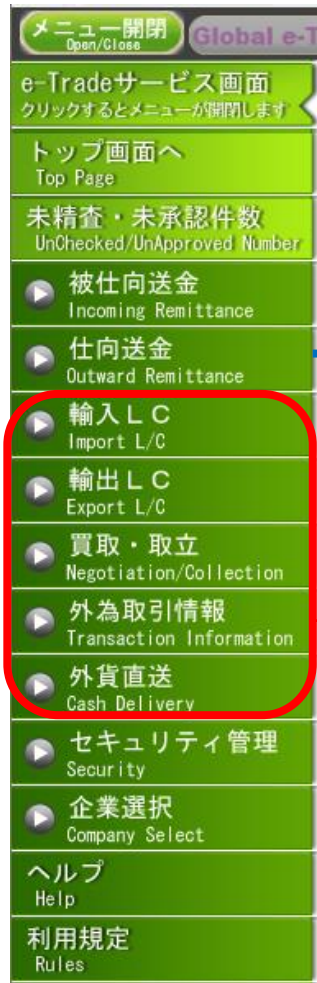 メニュー開閉
Open/Close
Global e-T
e-Tradeサービス画面
クリックするとメニューが開閉します
トップ画面へ
Top Page
未精査・未承認件数
UnChecked/UnApproved Number
被仕向送金
Incoming Remittance
仕向送金
Outward Remittance
輸入ＬＣ
Import L/C
輸出ＬＣ
Export L/C
買取・取立
Negotiation/Collection
外為取引情報
Transaction Information
外貨直送
Cash Delivery
セキュリティ管理
Security
企業選択
Company Select
ヘルプ
Help
利用規定
Rules